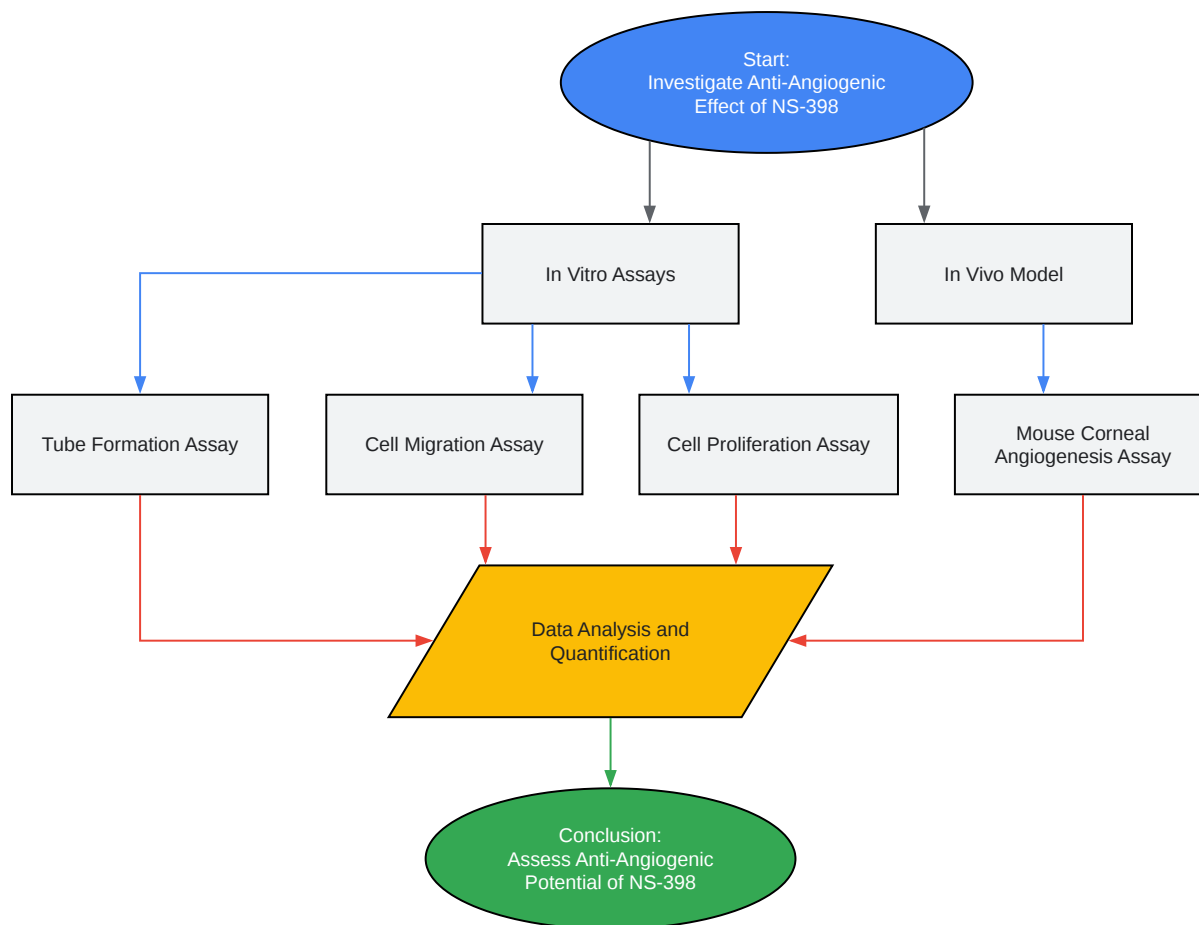 Start:
Investigate Anti-Angiogenic
Effect of NS-398
In Vitro Assays
In Vivo Model
Tube Formation Assay
Cell Migration Assay
Cell Proliferation Assay
Mouse Corneal
Angiogenesis Assay
Data Analysis and
Quantification
Conclusion:
Assess Anti-Angiogenic
Potential of NS-398